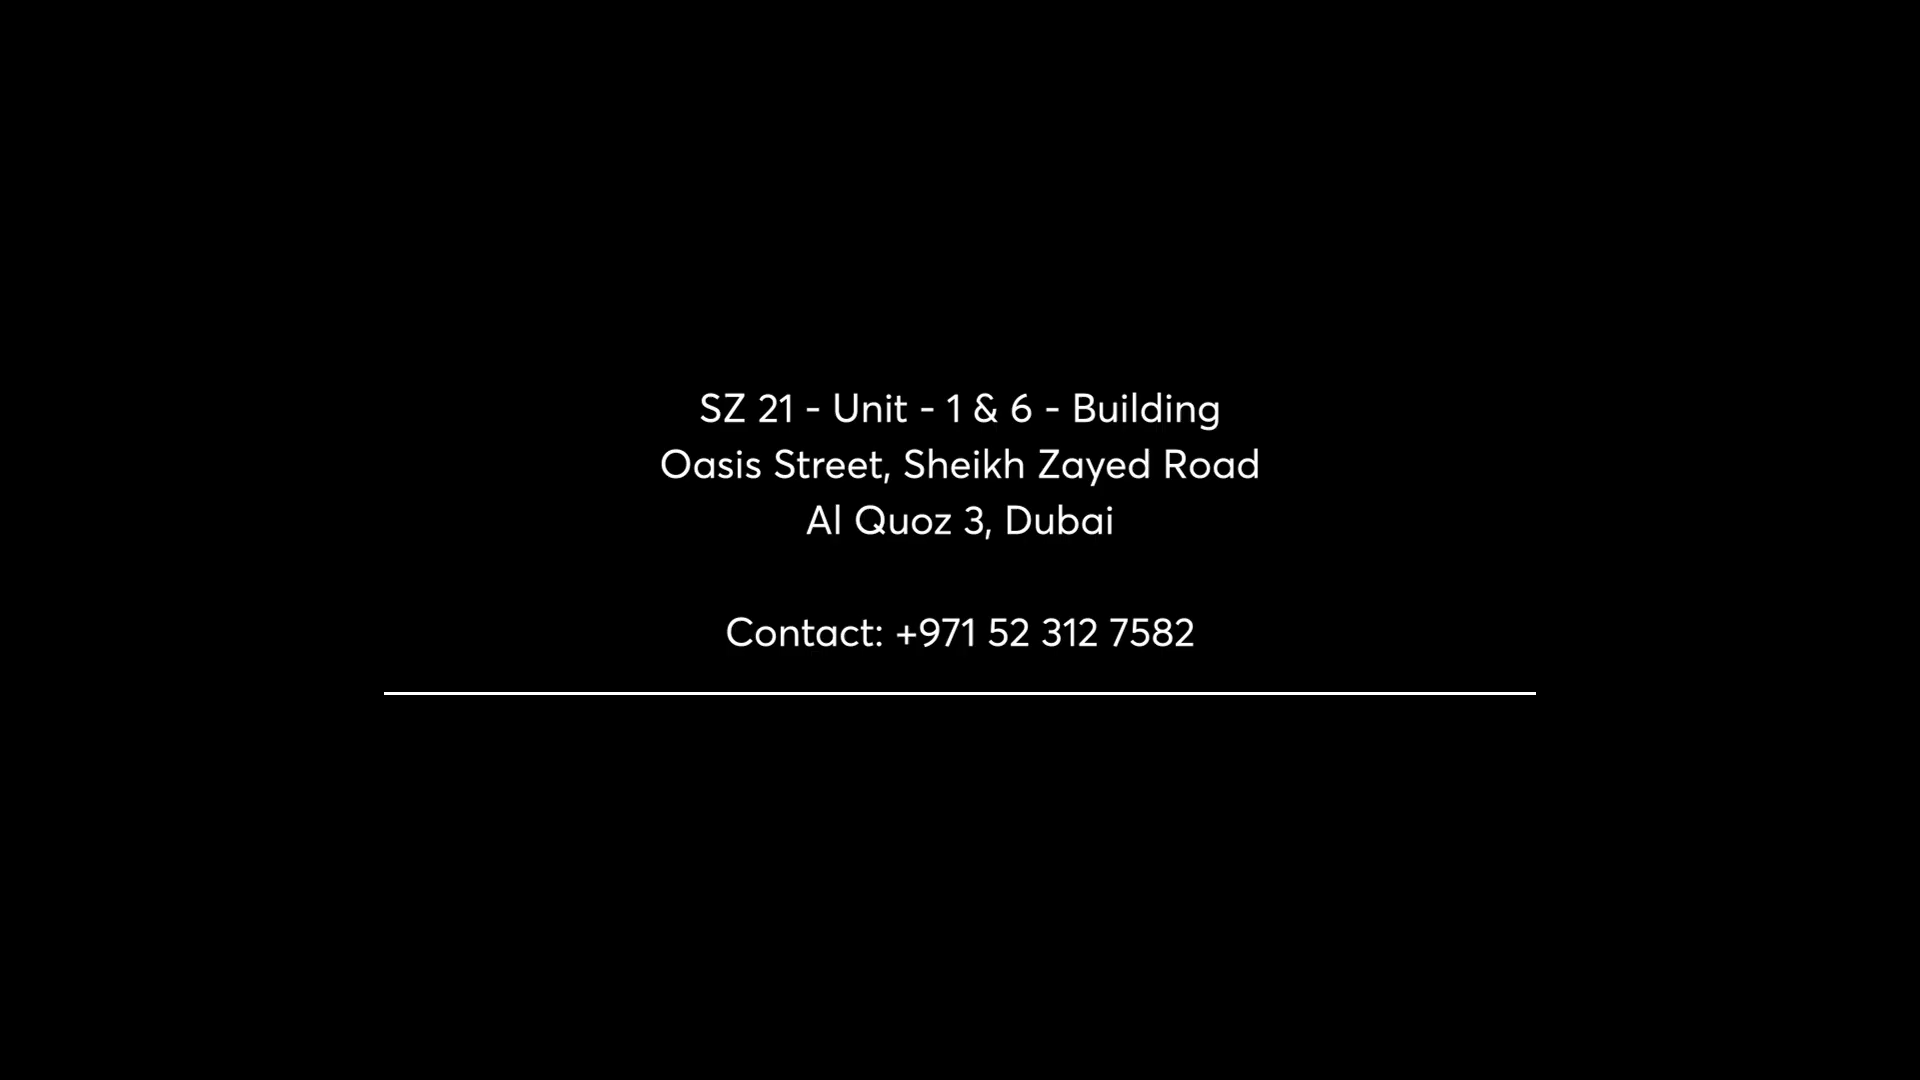 SZ 21 - Unit - 1 & 6 - Building
Oasis Street, Sheikh Zayed Road
Al Quoz 3, Dubai
Contact: +971 52 312 7582